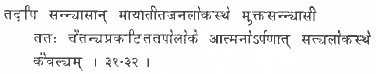 तदपि सन्न्यासान् मायातीतजनलोकस्थं मुक्तसन्न्यासी
ततः चैतन्यप्रकटिततपोलोके आत्मनोऽर्पणात् सत्यलोकस्थं
कैवल्यम् । ३१-३२ ।